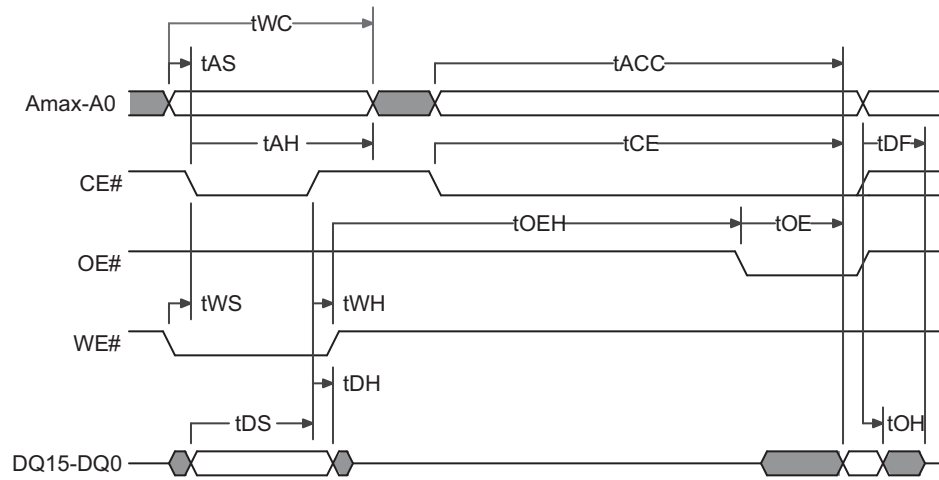 tWC
tAS
tACC
Amax-A0
tAH
tCE
tDF
CE#
tOEH
tOE
OE#
tWS
tWH
WE#
tDH
tDS
tOH
DQ15-DQ0